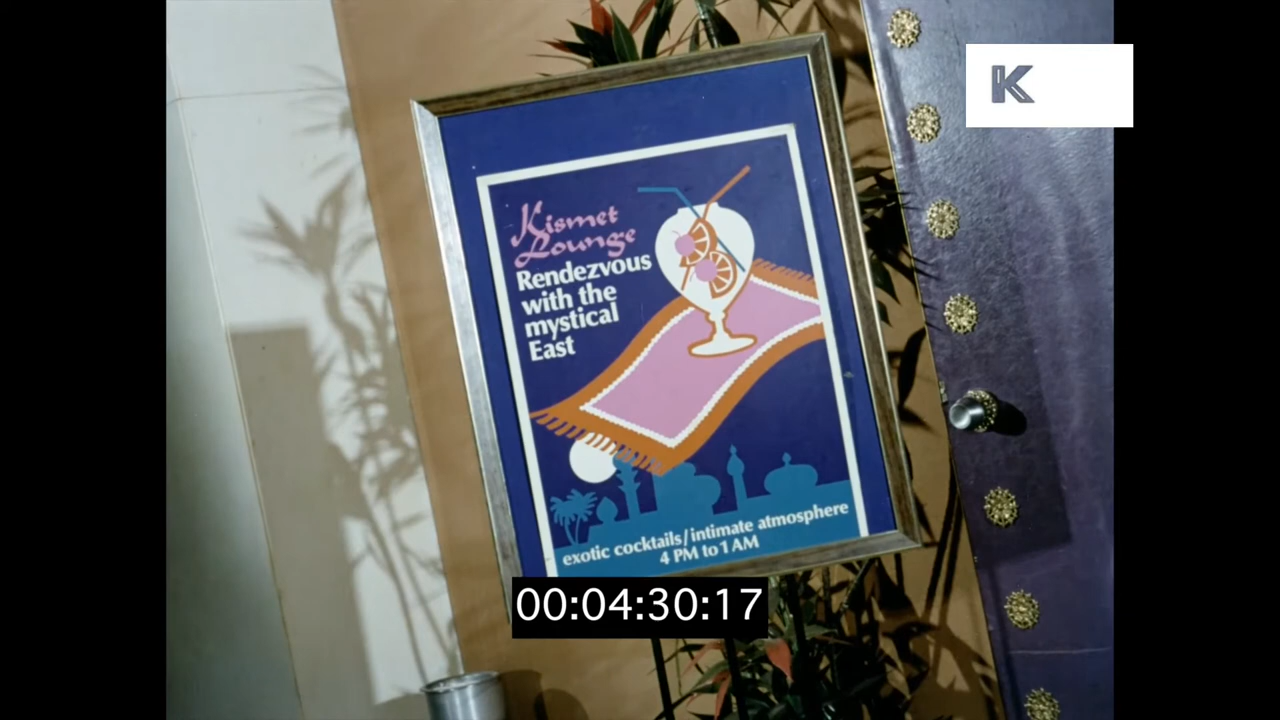 K
Kismet
Lounge
Rendezvous
with the
mystical
East
exotic cocktails/intimate atmosphere
4 PM to 1 AM
00:04:30:17